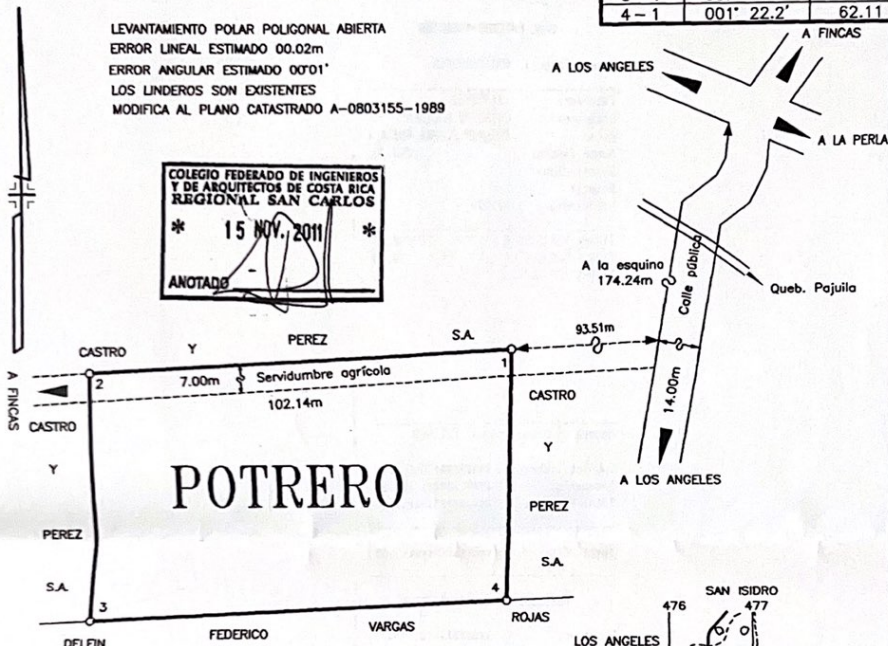 4-1 001° 22.2' 62.11
LEVANTAMIENTO POLAR POLIGONAL ABIERTA
ERROR LINEAL ESTIMADO 00.02m
ERROR ANGULAR ESTIMADO 00°01'
LOS LINDEROS SON EXISTENTES
MODIFICA AL PLANO CATASTRADO A-0803155-1989
COLEGIO FEDERADO DE INGENIEROS
Y DE ARQUITECTOS DE COSTA RICA
REGIONAL SAN CARLOS
* 15 NOV. 2011 *
ANOTADO
A FINCAS
A LOS ANGELES
A LA PERLA
A la esquina
174.24m
Calle pública
Queb. Pajuila
93.51m
14.00m
A LOS ANGELES
CASTRO Y PEREZ S.A.
1
2
7.00m Servidumbre agrícola
102.14m
A FINCAS
CASTRO
Y
PEREZ
S.A.
POTRERO
CASTRO
Y
PEREZ
S.A.
3
4
DELFIN FEDERICO VARGAS ROJAS
SAN ISIDRO
476 477
LOS ANGELES